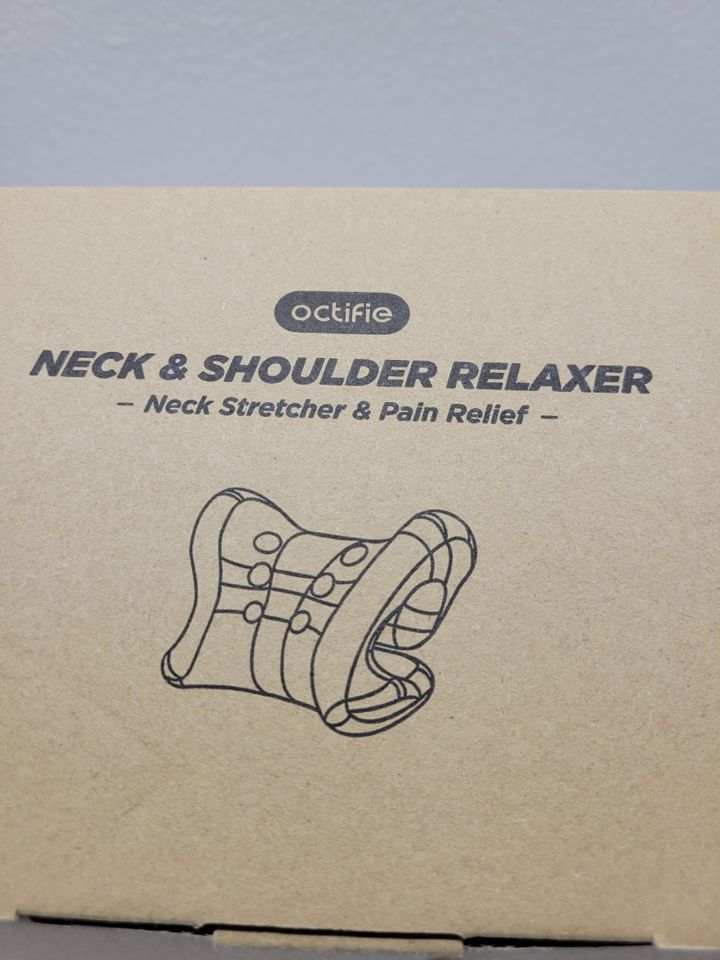 octifie
NECK & SHOULDER RELAXER
– Neck Stretcher & Pain Relief –